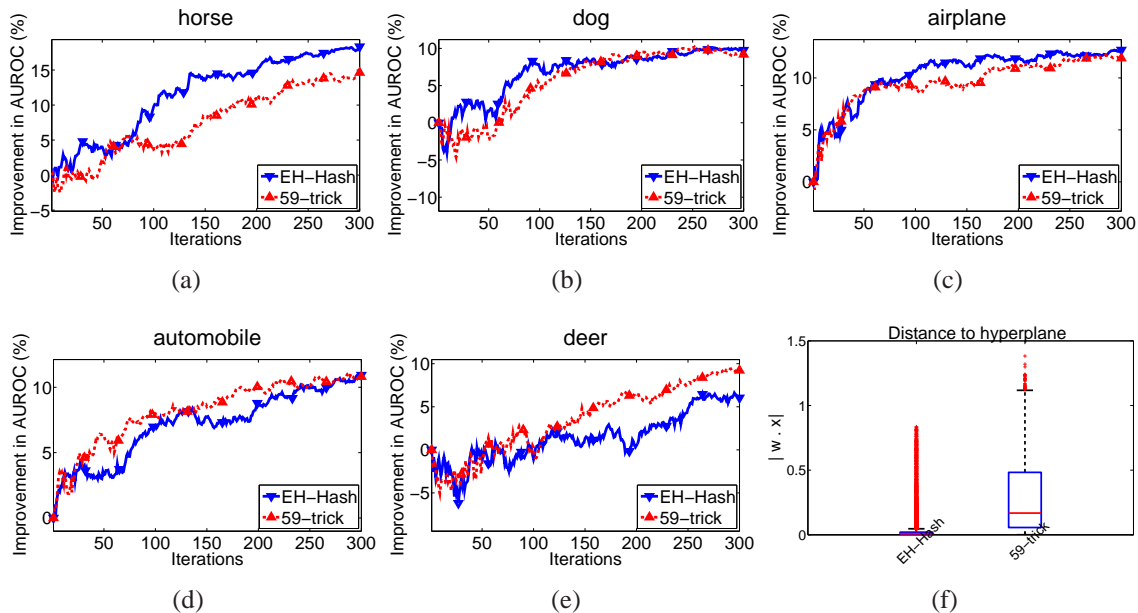 horse
Improvement in AUROC (%)
15
10
5
0
−5
50 100 150 200 250 300
Iterations
EH−Hash
59−trick
(a)
dog
Improvement in AUROC (%)
10
5
0
−5
−10
50 100 150 200 250 300
Iterations
EH−Hash
59−trick
(b)
airplane
Improvement in AUROC (%)
10
5
0
50 100 150 200 250 300
Iterations
EH−Hash
59−trick
(c)
automobile
Improvement in AUROC (%)
10
5
0
50 100 150 200 250 300
Iterations
EH−Hash
59−trick
(d)
deer
Improvement in AUROC (%)
10
5
0
−5
50 100 150 200 250 300
Iterations
EH−Hash
59−trick
(e)
Distance to hyperplane
| w . x|
1.5
1
0.5
0
EH−Hash
59−trick
(f)